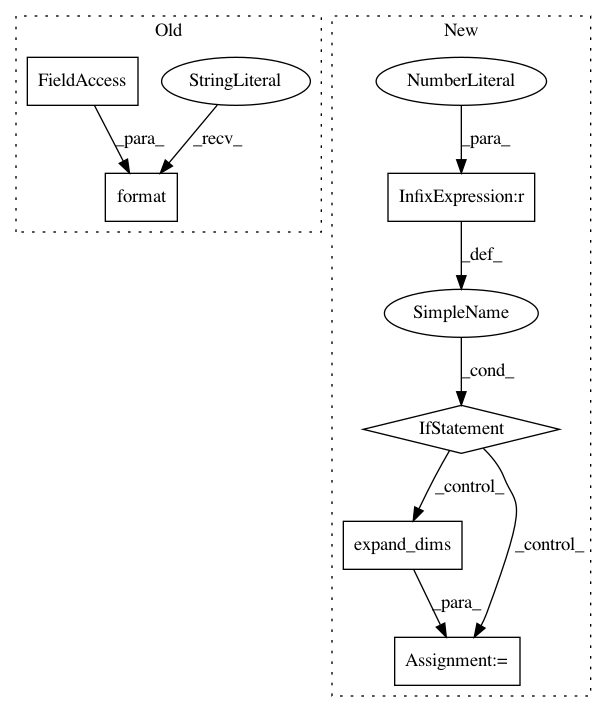 Old
New
FieldAccess
StringLiteral
NumberLiteral
_para_
_recv_
_para_
format
InfixExpression:r
_def_
SimpleName
_cond_
IfStatement
_control_
expand_dims
_control_
_para_
Assignment:=